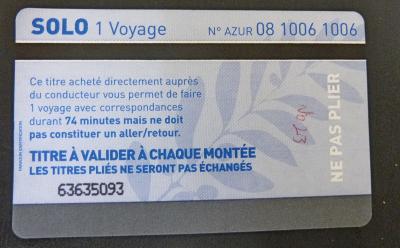 SOLO 1 Voyage N° AZUR 08 1006 1006
Ce titre acheté directement auprès
du conducteur vous permet de faire
1 voyage avec correspondances
durant 74 minutes mais ne doit
pas constituer un aller/retour.
TITRE À VALIDER À CHAQUE MONTÉE
LES TITRES PLIÉS NE SERONT PAS ÉCHANGÉS
63635093
NE PAS PLIER